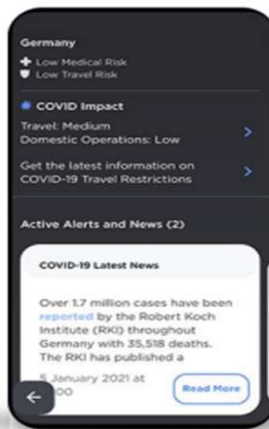 Germany
Low Medical Risk
Low Travel Risk
COVID Impact
Travel: Medium
Domestic Operations: Low
Get the latest information on
COVID-19 Travel Restrictions
Active Alerts and News (2)
COVID-19 Latest News
Over 1.7 million cases have been
reported by the Robert Koch
Institute (RKI) throughout
Germany with 35,518 deaths.
The RKI has published a
5 January 2021 at
00
Read More